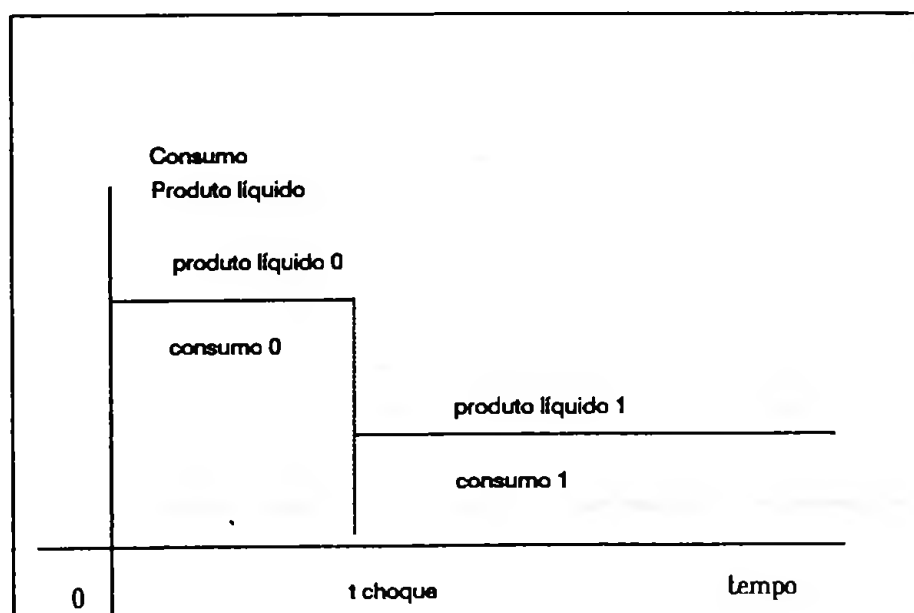 Consumo
Produto líquido
produto líquido 0
consumo 0
produto líquido 1
consumo 1
0
t choque
tempo